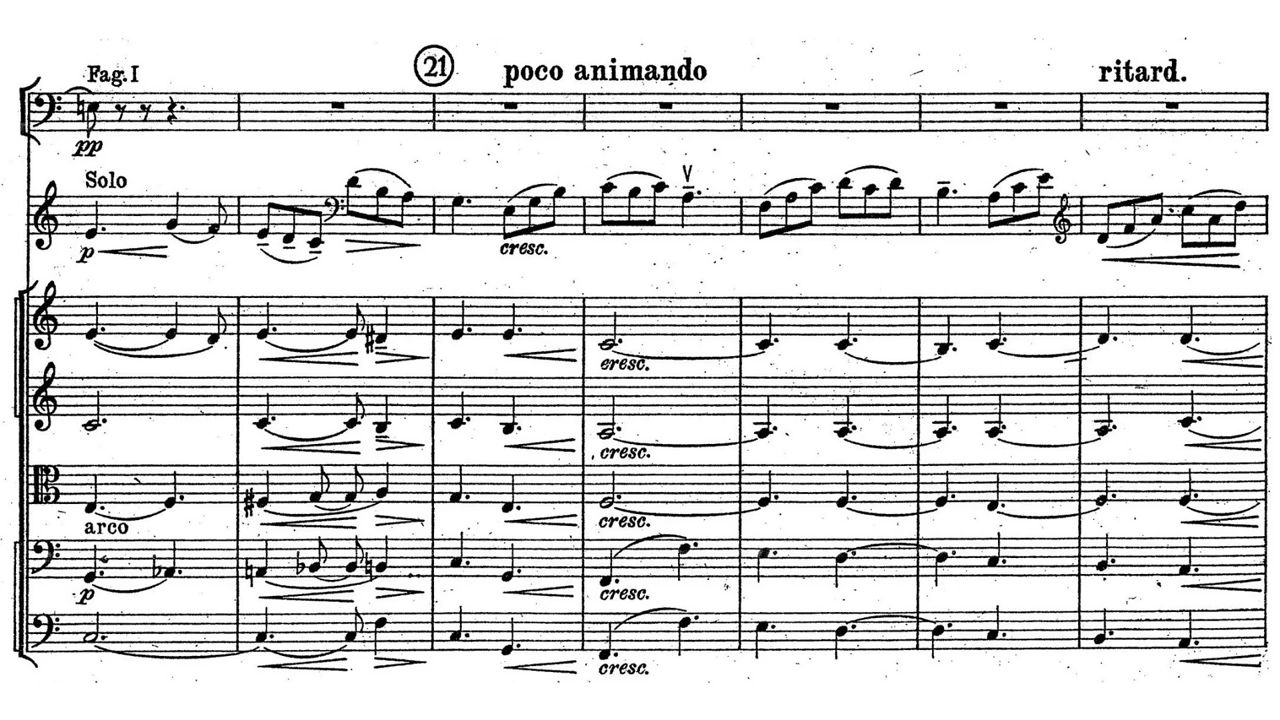 Fag. I
21 poco animando ritard.
pp
Solo
p cresc.
cresc.
cresc.
cresc.
arco
p cresc.
cresc.